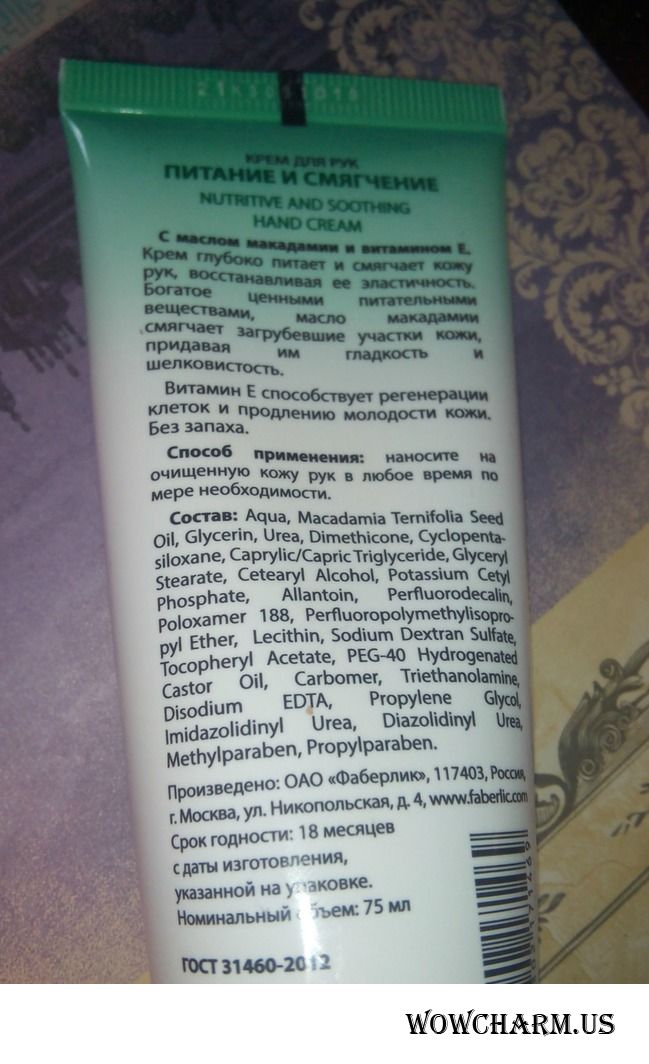 КРЕМ ДЛЯ РУК
ПИТАНИЕ И СМЯГЧЕНИЕ
NUTRITIVE AND SOOTHING
HAND CREAM
С маслом макадамии и витамином Е.
Крем глубоко питает и смягчает кожу
рук, восстанавливая ее эластичность.
Богатое ценными питательными
веществами, масло макадамии
смягчает загрубевшие участки кожи,
придавая им гладкость и
шелковистость.
Витамин Е способствует регенерации
клеток и продлению молодости кожи.
Без запаха.
Способ применения: наносите на
очищенную кожу рук в любое время по
мере необходимости.
Состав: Aqua, Macadamia Ternifolia Seed
Oil, Glycerin, Urea, Dimethicone, Cyclopenta-
siloxane, Caprylic/Capric Triglyceride, Glyceryl
Stearate, Cetearyl Alcohol, Potassium Cetyl
Phosphate, Allantoin, Perfluorodecalin,
Poloxamer 188, Perfluoropolymethylisopro-
pyl Ether, Lecithin, Sodium Dextran Sulfate,
Tocopheryl Acetate, PEG-40 Hydrogenated
Castor Oil, Carbomer, Triethanolamine,
Disodium EDTA, Propylene Glycol,
Imidazolidinyl Urea, Diazolidinyl Urea,
Methylparaben, Propylparaben.
Произведено: ОАО «Фаберлик», 117403, Россия,
г. Москва, ул. Никопольская, д. 4, www.faberlic.com
Срок годности: 18 месяцев
с даты изготовления,
указанной на упаковке.
Номинальный объем: 75 мл
ГОСТ 31460-2012
WOWCHARM.US